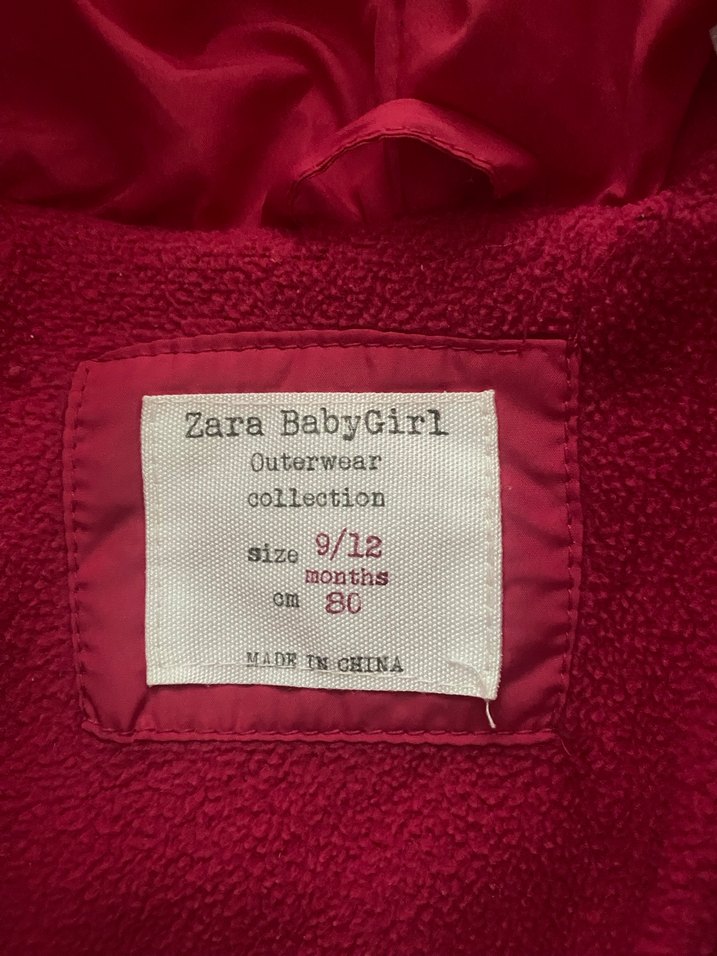 Zara BabyGirl
Outerwear
collection
size 9/12
months
cm 80
MADE IN CHINA